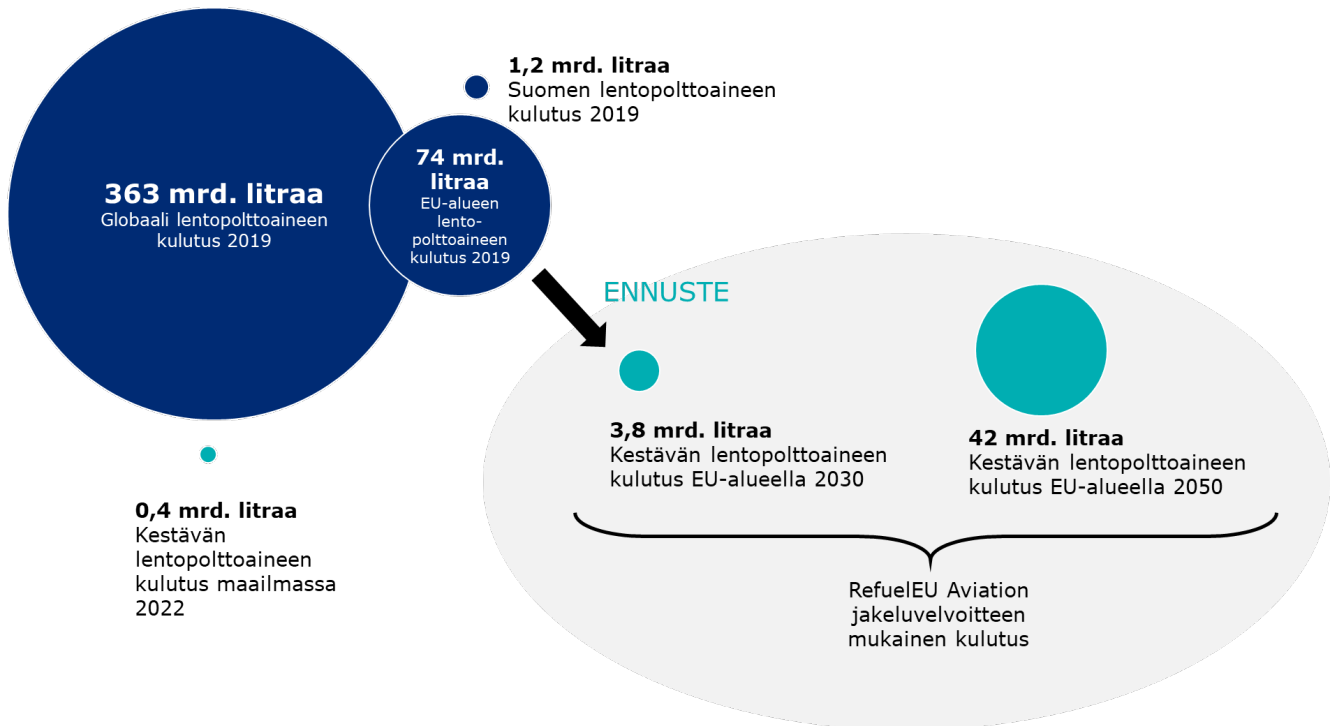 363 mrd. litraa
Globaali lentopolttoaineen
kulutus 2019
1,2 mrd. litraa
Suomen lentopolttoaineen
kulutus 2019
74 mrd.
litraa
EU-alueen
lento-
polttoaineen
kulutus 2019
0,4 mrd. litraa
Kestävän
lentopolttoaineen
kulutus maailmassa
2022
ENNUSTE
3,8 mrd. litraa
Kestävän lentopolttoaineen
kulutus EU-alueella 2030
42 mrd. litraa
Kestävän lentopolttoaineen
kulutus EU-alueella 2050
RefuelEU Aviation
jakeluvelvoitteen
mukainen kulutus